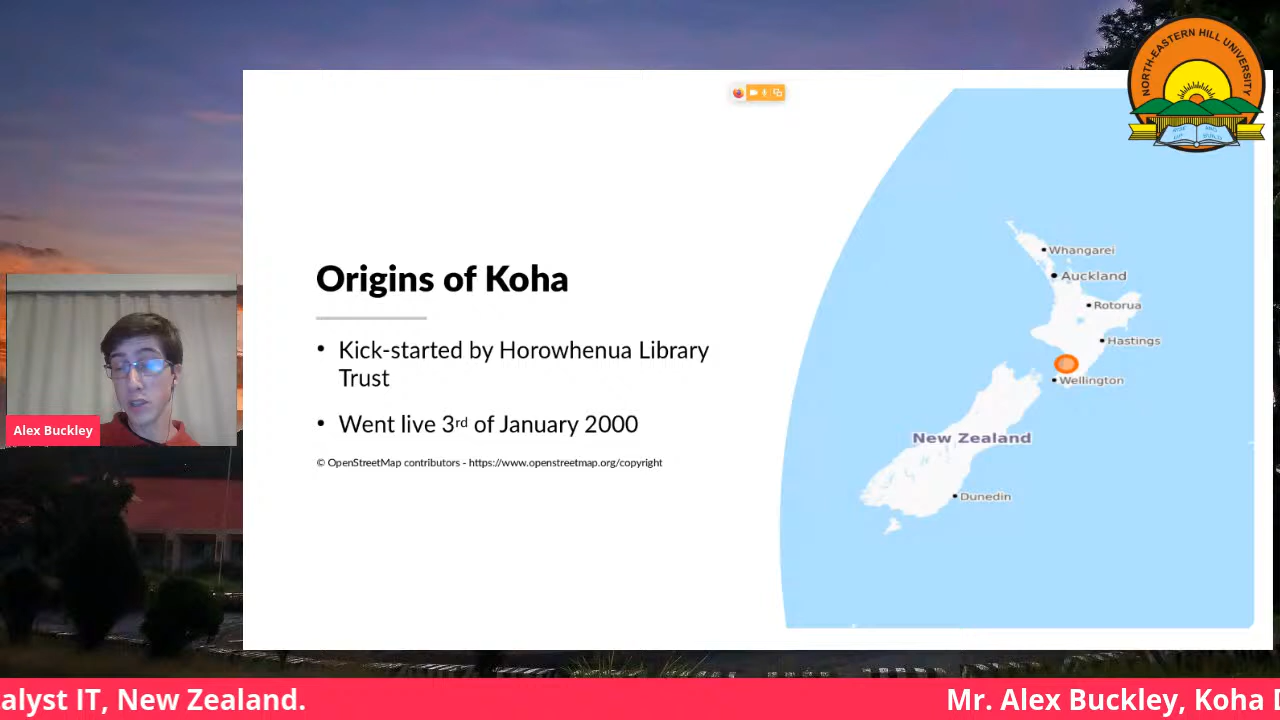 NORTH-EASTERN HILL UNIVERSITY
Origins of Koha
• Kick-started by Horowhenua Library
Trust
• Went live 3rd of January 2000
© OpenStreetMap contributors - https://www.openstreetmap.org/copyright
Whangarei
Auckland
Rotorua
Hastings
Wellington
New Zealand
Dunedin
Alex Buckley
alyst IT, New Zealand.
Mr. Alex Buckley, Koha D